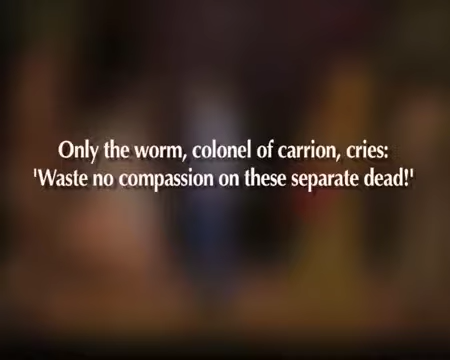 Only the worm, colonel of carrion, cries:
'Waste no compassion on these separate dead!'